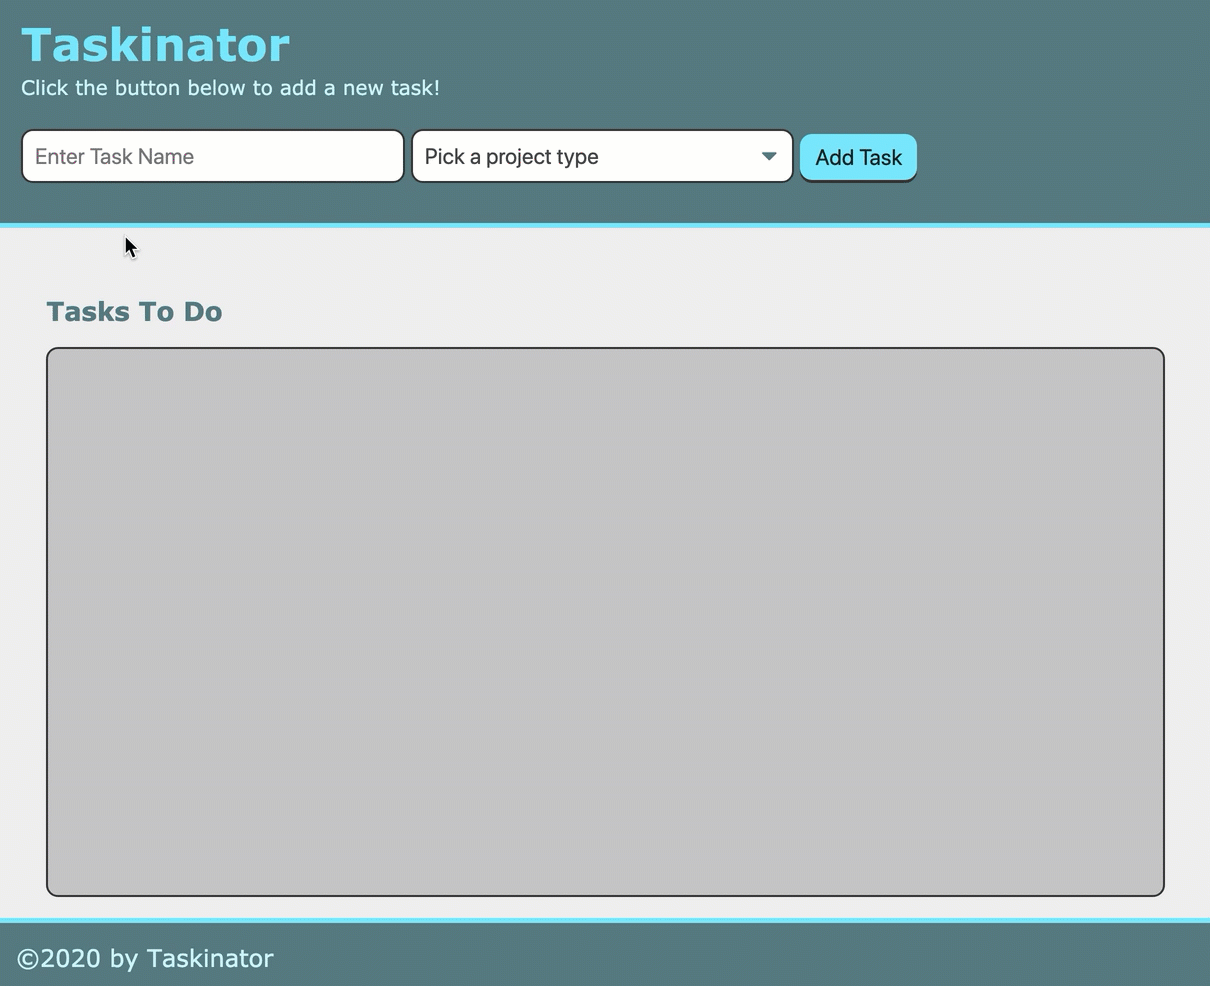 Taskinator
Click the button below to add a new task!
Enter Task Name
Pick a project type
Add Task
Tasks To Do
©2020 by Taskinator